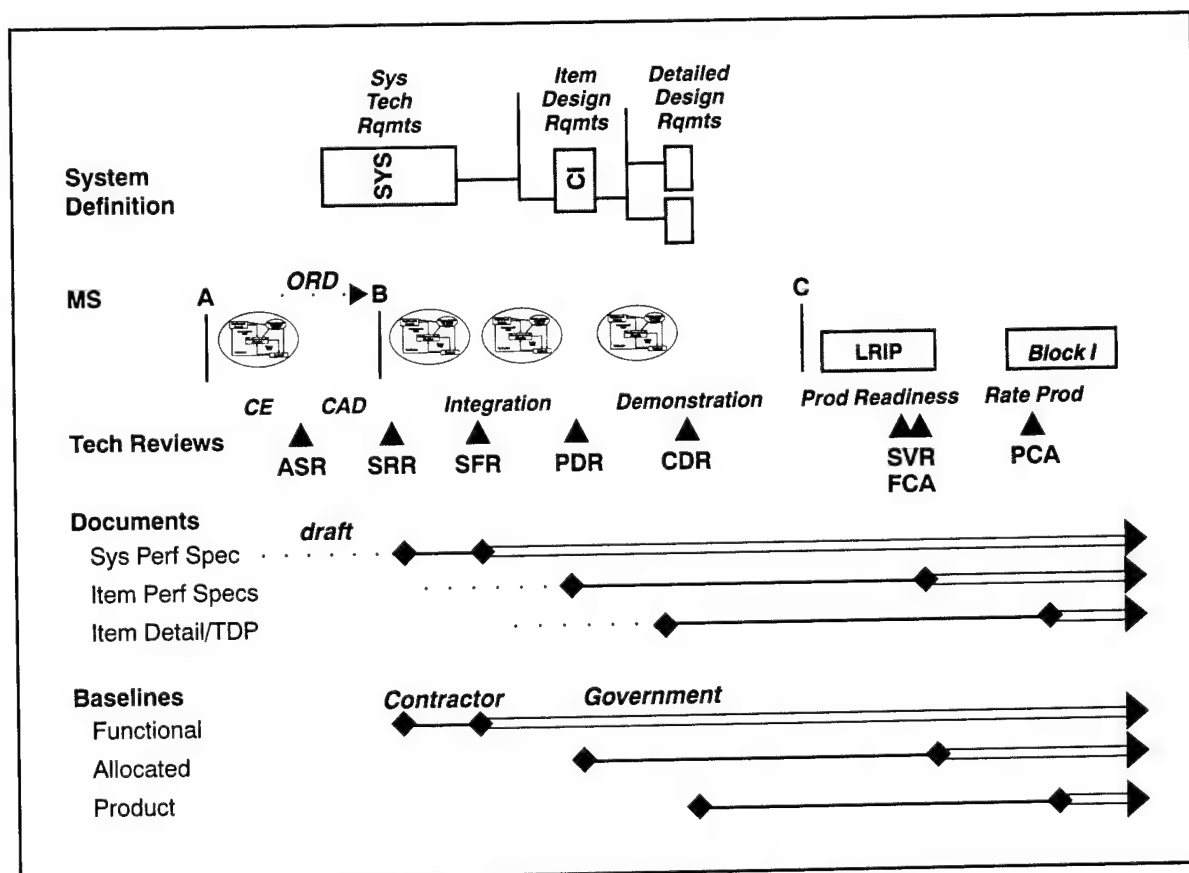 Sys
Tech
Rqmts
Item
Design
Rqmts
Detailed
Design
Rqmts
System
Definition
SYS
CI
MS
A
ORD
B
C
LRIP
Block I
CE
CAD
Integration
Demonstration
Prod Readiness
Rate Prod
Tech Reviews
ASR
SRR
SFR
PDR
CDR
SVR
FCA
PCA
Documents
draft
Sys Perf Spec
Item Perf Specs
Item Detail/TDP
Baselines
Contractor
Government
Functional
Allocated
Product